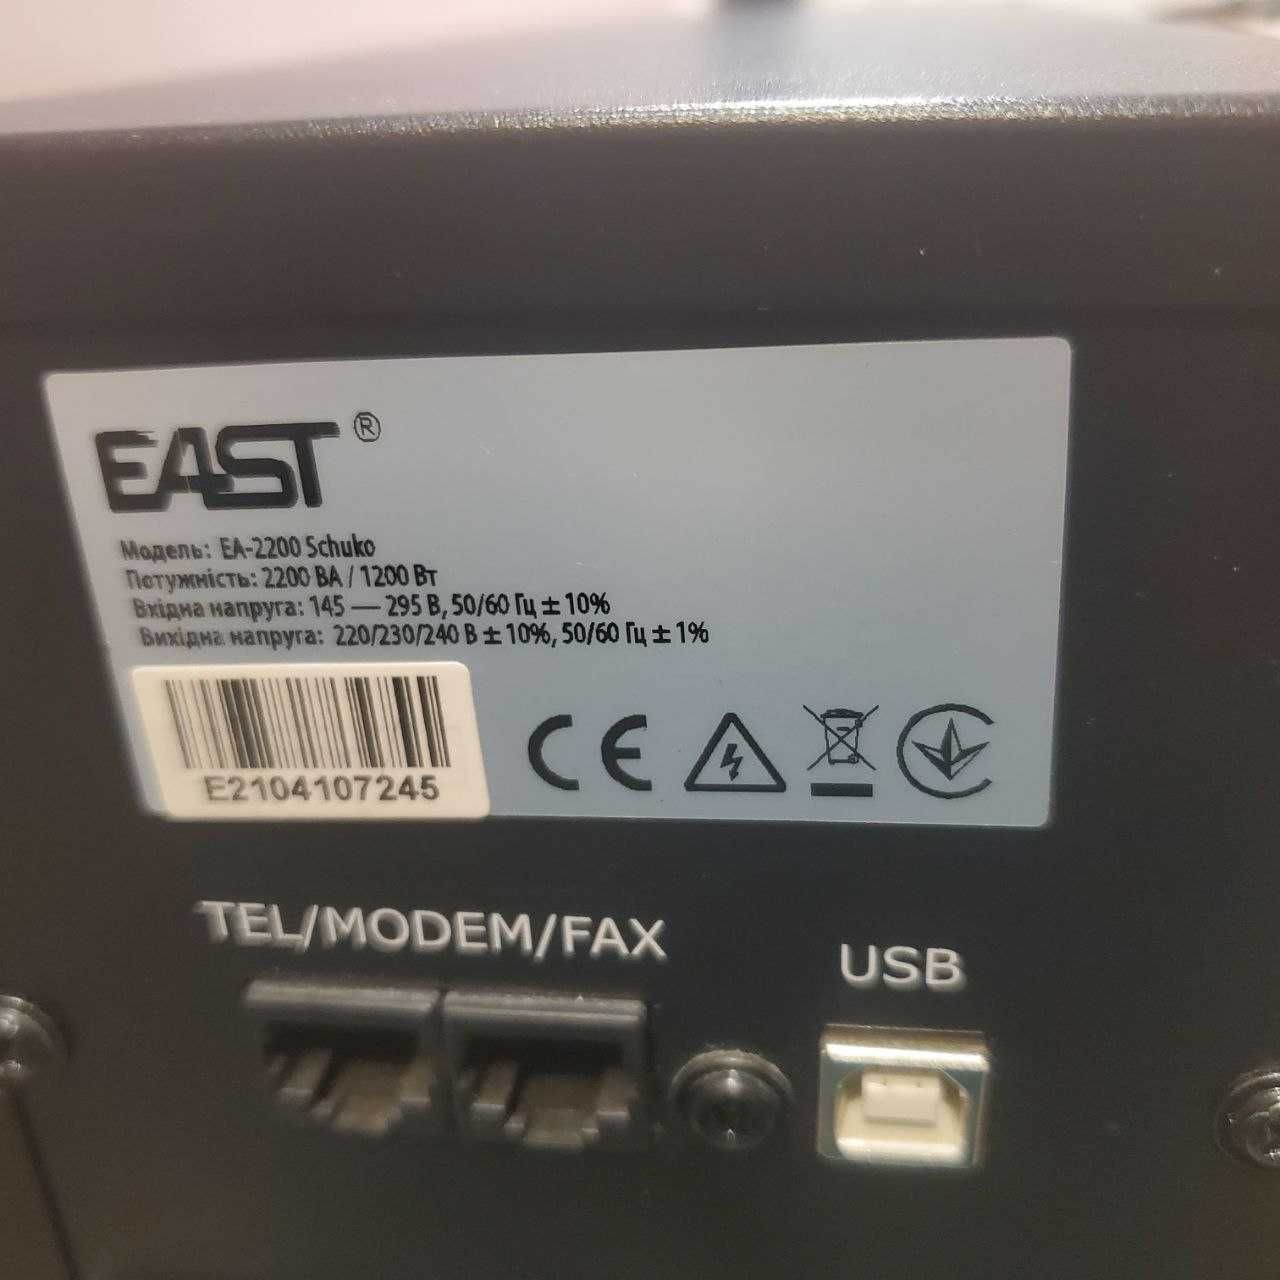 EAST ®
Модель: EA-2200 Schuko
Потужність: 2200 ВА / 1200 Вт
Вхідна напруга: 145 — 295 В, 50/60 Гц ± 10%
Вихідна напруга: 220/230/240 В ± 10%, 50/60 Гц ± 1%
E2104107245
CE
TEL/MODEM/FAX
USB